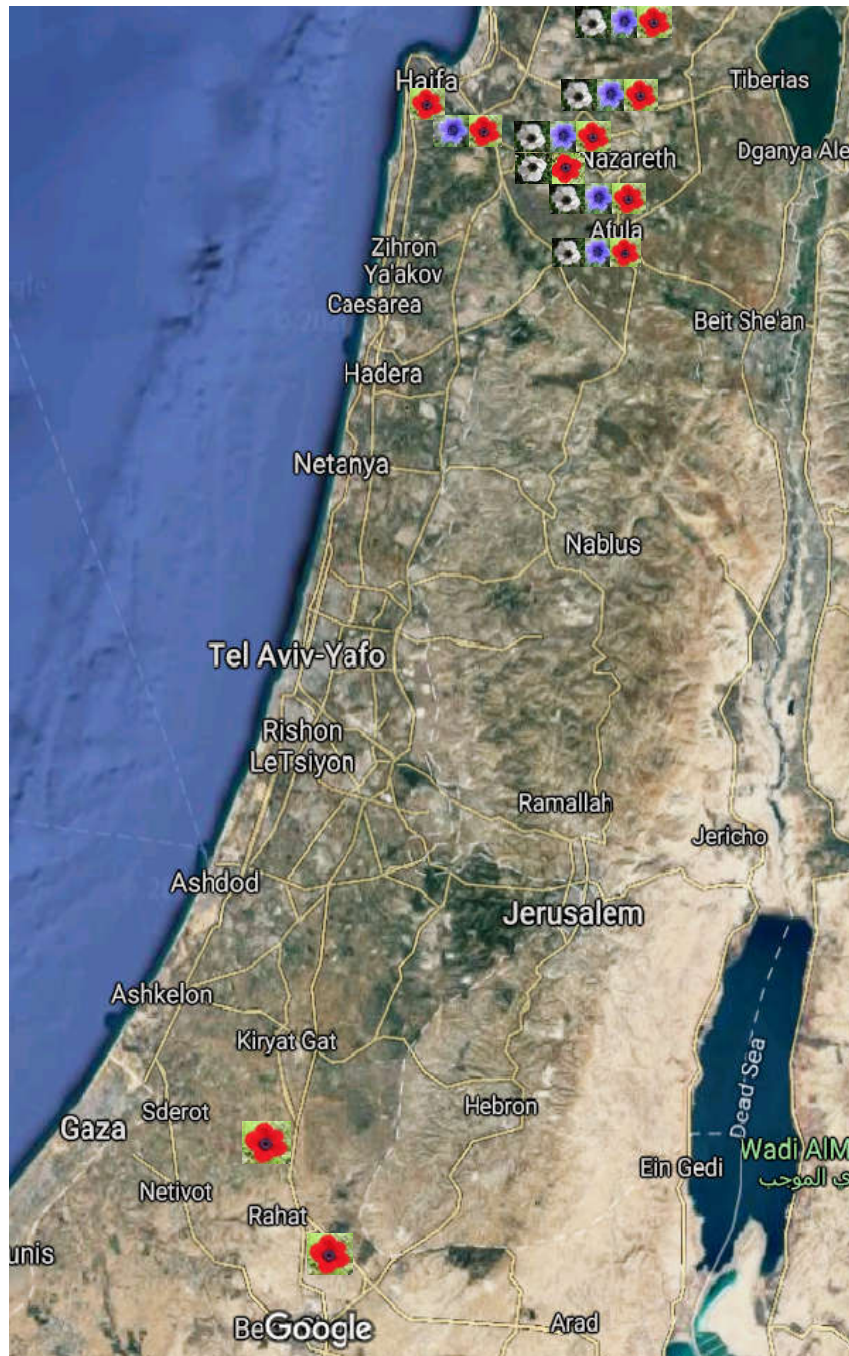 Haifa
Tiberias
Nazareth
Dganya Ale
Afula
Zihron
Ya'akov
Caesarea
Beit She'an
Hadera
Netanya
Nablus
Tel Aviv-Yafo
Rishon
LeTsiyon
Ramallah
Jericho
Ashdod
Jerusalem
Ashkelon
Kiryat Gat
Dead Sea
Hebron
Sderot
Gaza
Wadi AlM
ي الموجب
Ein Gedi
Netivot
Rahat
unis
Be
Google
Arad